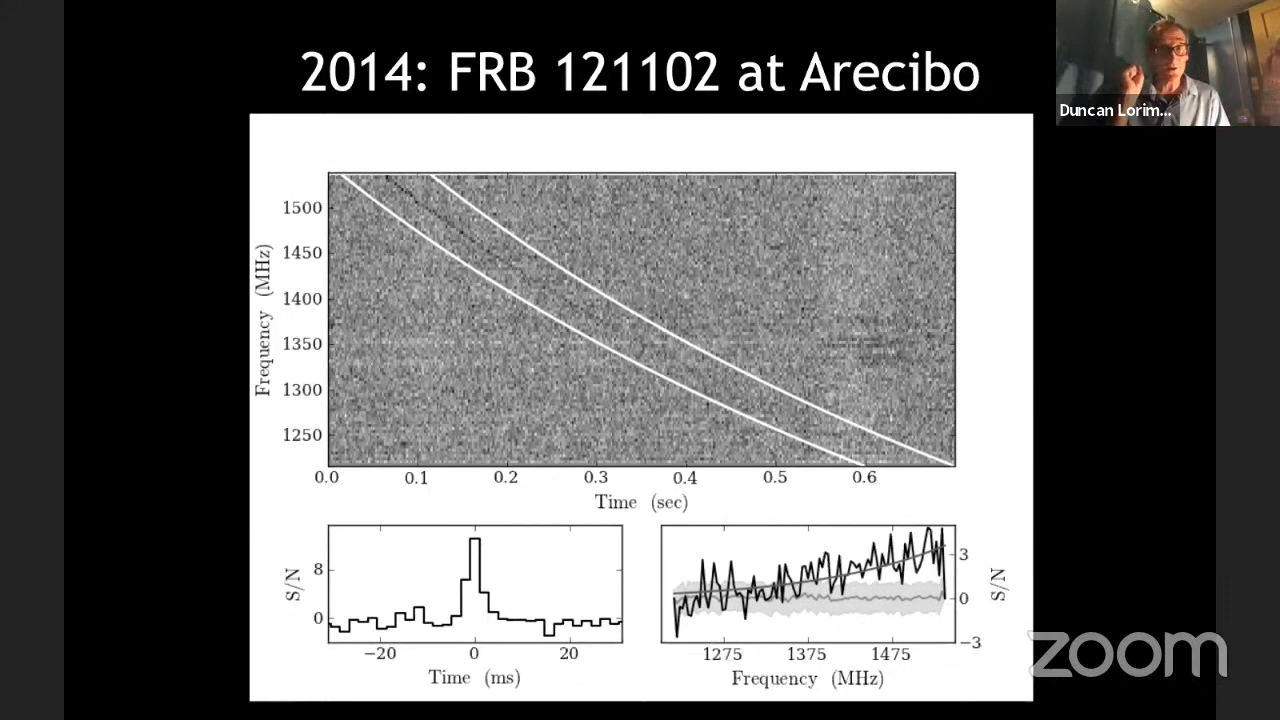 2014: FRB 121102 at Arecibo
Duncan Lorim...
Frequency (MHz)
1500
1450
1400
1350
1300
1250
0.0 0.1 0.2 0.3 0.4 0.5 0.6
Time (sec)
S/N
8
0
−20 0 20
Time (ms)
3
0
−3
S/N
1275 1375 1475
Frequency (MHz)
zoom